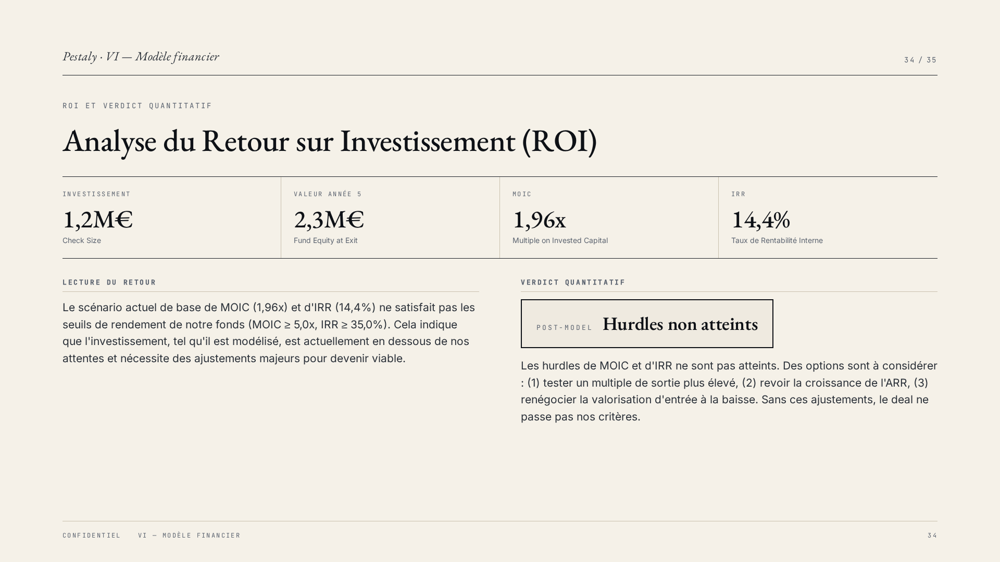 Pestaly · VI — Modèle financier
34 / 35
ROI ET VERDICT QUANTITATIF
Analyse du Retour sur Investissement (ROI)
INVESTISSEMENT
1,2M€
Check Size
VALEUR ANNÉE 5
2,3M€
Fund Equity at Exit
MOIC
1,96x
Multiple on Invested Capital
IRR
14,4%
Taux de Rentabilité Interne
LECTURE DU RETOUR
Le scénario actuel de base de MOIC (1,96x) et d'IRR (14,4%) ne satisfait pas les
seuils de rendement de notre fonds (MOIC ≥ 5,0x, IRR ≥ 35,0%). Cela indique
que l'investissement, tel qu'il est modélisé, est actuellement en dessous de nos
attentes et nécessite des ajustements majeurs pour devenir viable.
VERDICT QUANTITATIF
POST-MODEL Hurdles non atteints
Les hurdles de MOIC et d'IRR ne sont pas atteints. Des options sont à considérer
: (1) tester un multiple de sortie plus élevé, (2) revoir la croissance de l'ARR, (3)
renégocier la valorisation d'entrée à la baisse. Sans ces ajustements, le deal ne
passe pas nos critères.
CONFIDENTIEL VI — MODÈLE FINANCIER
34